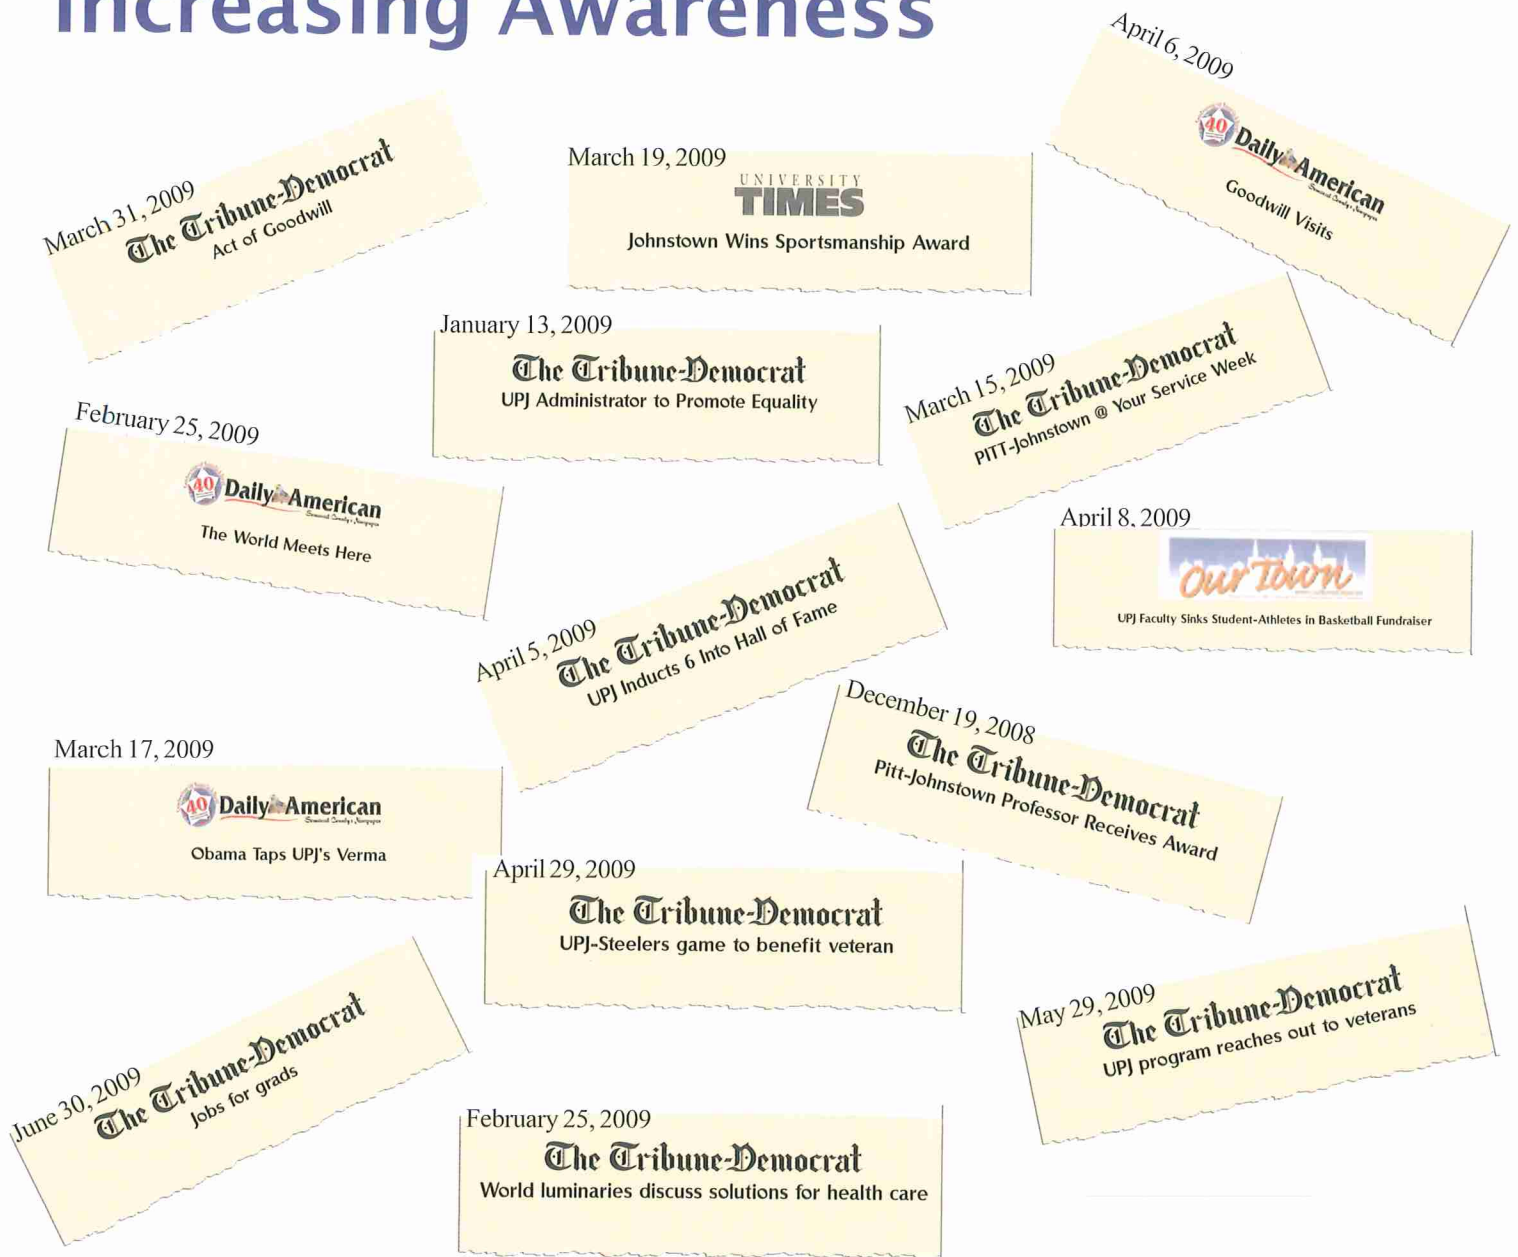 Increasing Awareness
April 6, 2009
40 Daily American
Goodwill Visits
March 31, 2009
The Tribune-Democrat
Act of Goodwill
March 19, 2009
UNIVERSITY
TIMES
Johnstown Wins Sportsmanship Award
January 13, 2009
The Tribune-Democrat
UPJ Administrator to Promote Equality
March 15, 2009
The Tribune-Democrat
PITT-Johnstown @ Your Service Week
February 25, 2009
40 Daily American
Somerset County's Newspaper
The World Meets Here
April 8, 2009
Our Town
UPJ Faculty Sinks Student-Athletes in Basketball Fundraiser
April 5, 2009
The Tribune-Democrat
UPJ Inducts 6 Into Hall of Fame
December 19, 2008
The Tribune-Democrat
Pitt-Johnstown Professor Receives Award
March 17, 2009
40 Daily American
Somerset County's Newspaper
Obama Taps UPJ's Verma
April 29, 2009
The Tribune-Democrat
UPJ-Steelers game to benefit veteran
May 29, 2009
The Tribune-Democrat
UPJ program reaches out to veterans
June 30, 2009
The Tribune-Democrat
Jobs for grads
February 25, 2009
The Tribune-Democrat
World luminaries discuss solutions for health care